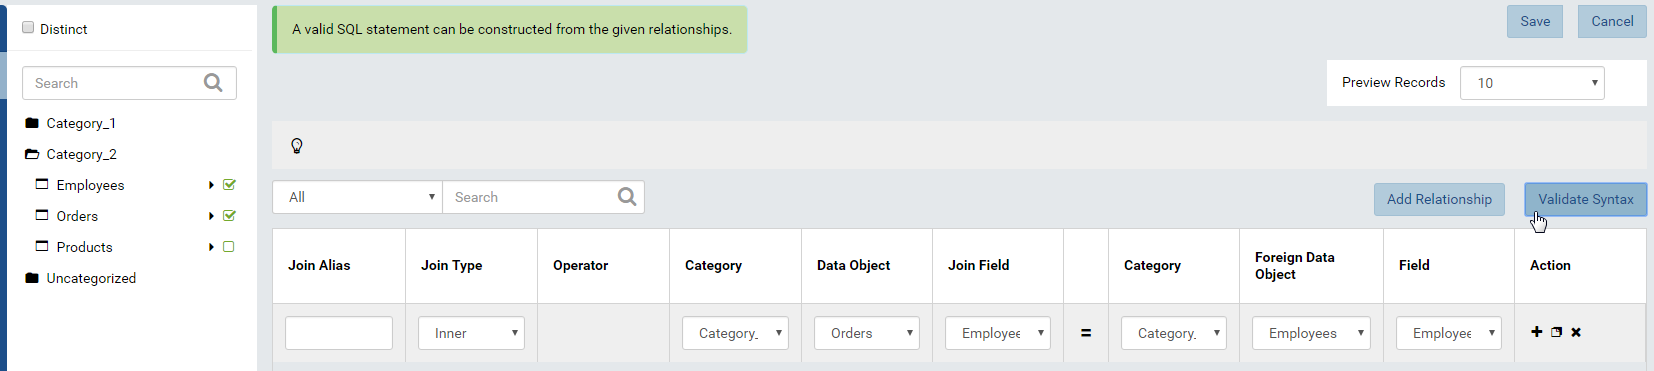 Distinct
Search
Category_1
Category_2
Employees
Orders
Products
Uncategorized
A valid SQL statement can be constructed from the given relationships.
Save Cancel
Preview Records 10
All Search
Add Relationship Validate Syntax
Join Alias Join Type Operator Category Data Object Join Field Category Foreign Data Object Field Action
Inner Category_ Orders Employee = Category_ Employees Employee